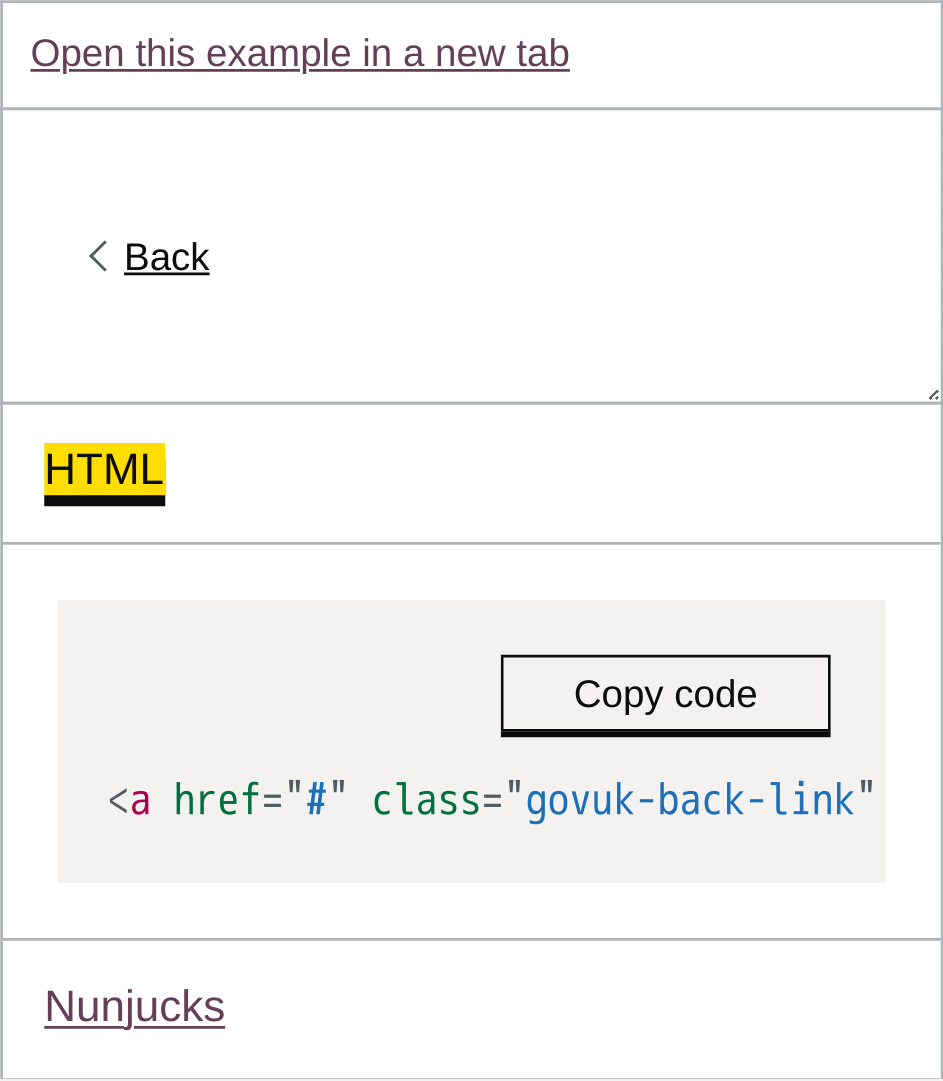 Open this example in a new tab
Back
HTML
Copy code
<a href="#" class="govuk-back-link"
Nunjucks